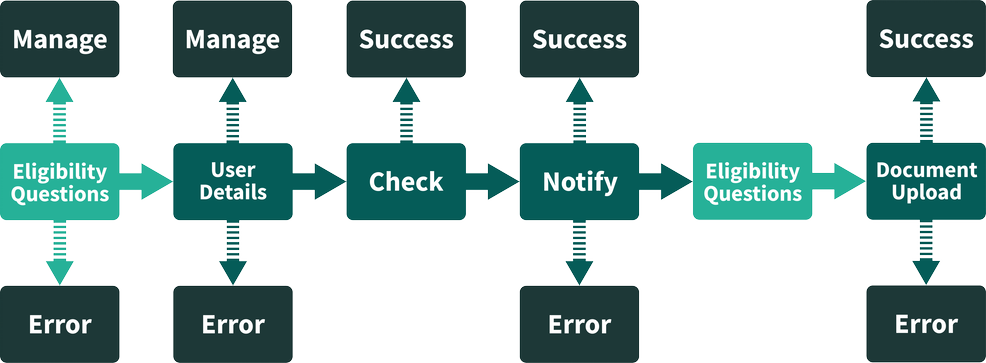 Manage
Manage
Success
Success
Success
Eligibility
Questions
User
Details
Check
Notify
Eligibility
Questions
Document
Upload
Error
Error
Error
Error